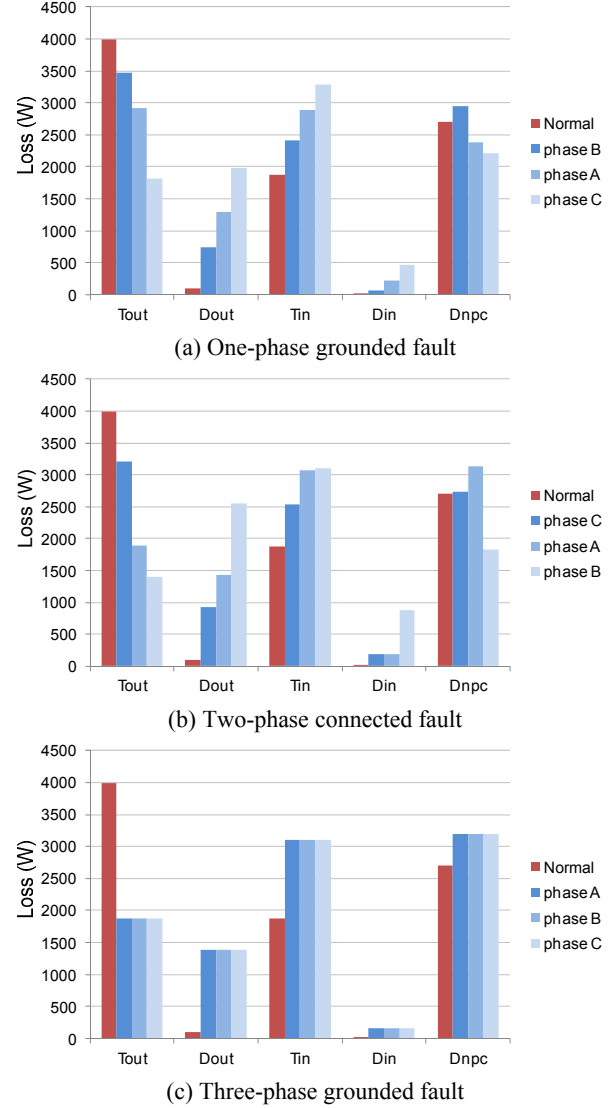 4500
4000
3500
3000
2500
2000
1500
1000
500
0
Loss (W)
Tout Dout Tin Din Dnpc
Normal
phase B
phase A
phase C
(a) One-phase grounded fault
4500
4000
3500
3000
2500
2000
1500
1000
500
0
Loss (W)
Tout Dout Tin Din Dnpc
Normal
phase C
phase A
phase B
(b) Two-phase connected fault
4500
4000
3500
3000
2500
2000
1500
1000
500
0
Loss (W)
Tout Dout Tin Din Dnpc
Normal
phase A
phase B
phase C
(c) Three-phase grounded fault